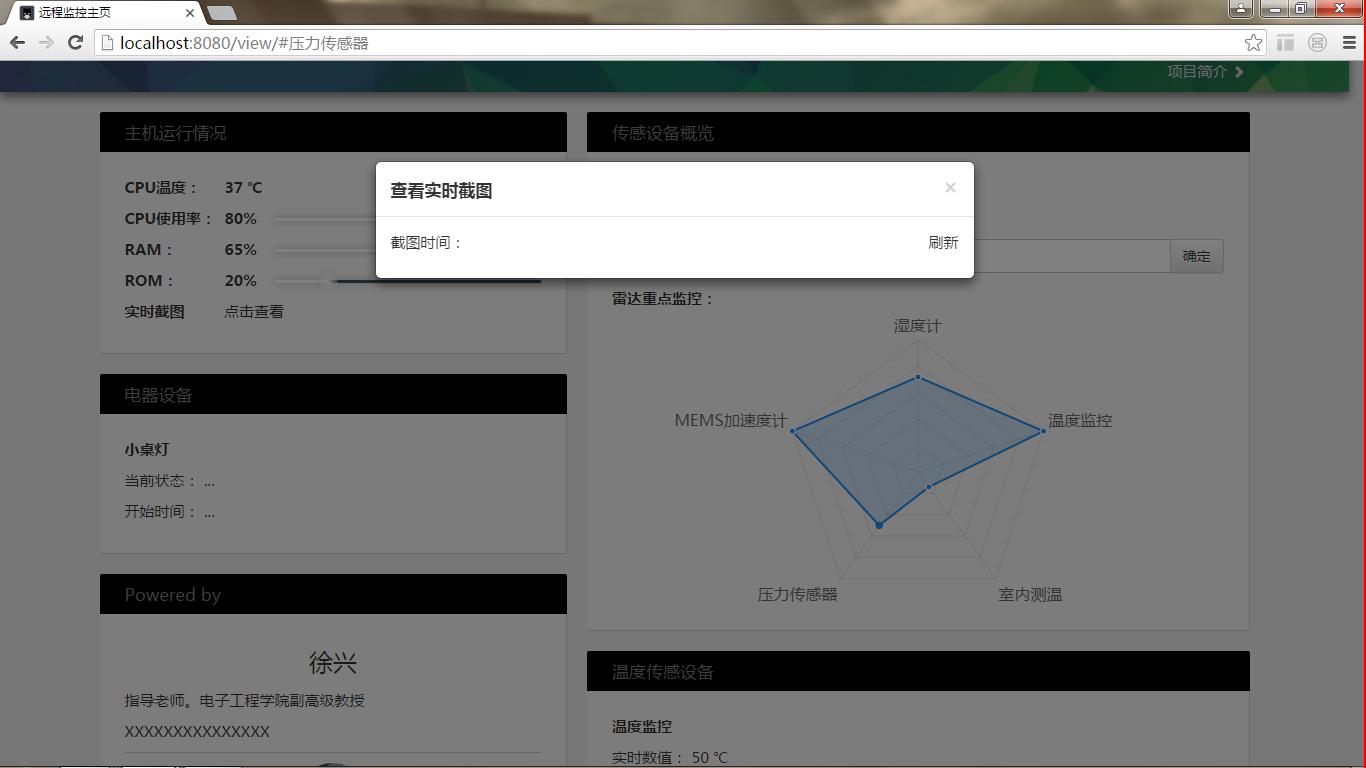 远程监控主页
localhost:8080/view/#压力传感器
项目简介
主机运行情况
CPU温度： 37 ℃
CPU使用率： 80%
RAM： 65%
ROM： 20%
实时截图 点击查看
电器设备
小桌灯
当前状态： ...
开始时间： ...
Powered by
徐兴
指导老师。电子工程学院副高级教授
XXXXXXXXXXXXXXX
查看实时截图 ×
截图时间： 刷新
传感设备概览
确定
雷达重点监控：
湿度计
MEMS加速度计
温度监控
压力传感器
室内测温
温度传感设备
温度监控
实时数值： 50 ℃